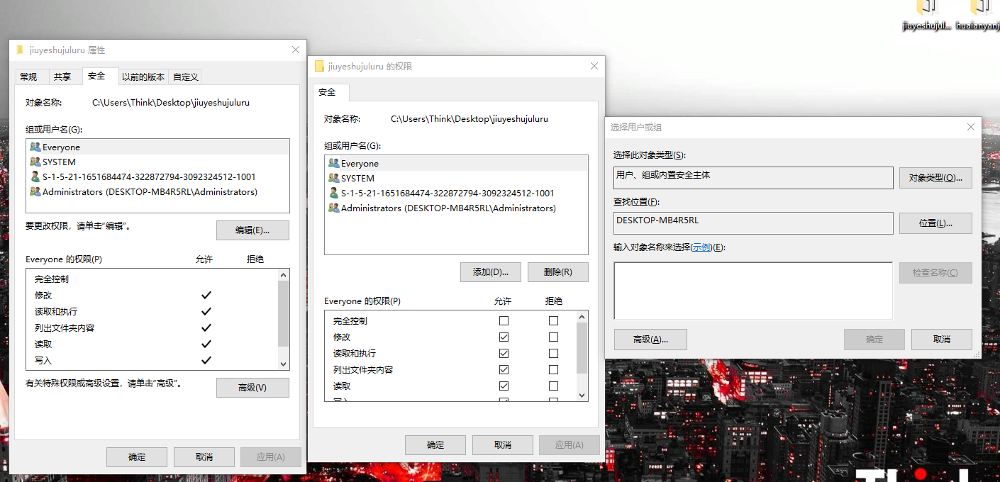 jiuyeshujul...
huaianyanj
jiuyeshujuluru 属性
常规
共享
安全
以前的版本
自定义
对象名称:
C:\Users\Think\Desktop\jiuyeshujuluru
组或用户名(G):
Everyone
SYSTEM
S-1-5-21-1651684474-322872794-3092324512-1001
Administrators (DESKTOP-MB4R5RL\Administrators)
要更改权限，请单击“编辑”。
编辑(E)...
Everyone 的权限(P)
允许
拒绝
完全控制
修改
读取和执行
列出文件夹内容
读取
写入
有关特殊权限或高级设置，请单击“高级”。
高级(V)
确定
取消
应用(A)
jiuyeshujuluru 的权限
安全
对象名称:
C:\Users\Think\Desktop\jiuyeshujuluru
组或用户名(G):
Everyone
SYSTEM
S-1-5-21-1651684474-322872794-3092324512-1001
Administrators (DESKTOP-MB4R5RL\Administrators)
添加(D)...
删除(R)
Everyone 的权限(P)
允许
拒绝
完全控制
修改
读取和执行
列出文件夹内容
读取
确定
取消
应用(A)
选择用户或组
选择此对象类型(S):
用户、组或内置安全主体
对象类型(O)...
查找位置(F):
DESKTOP-MB4R5RL
位置(L)...
输入对象名称来选择(示例)(E):
检查名称(C)
高级(A)...
确定
取消